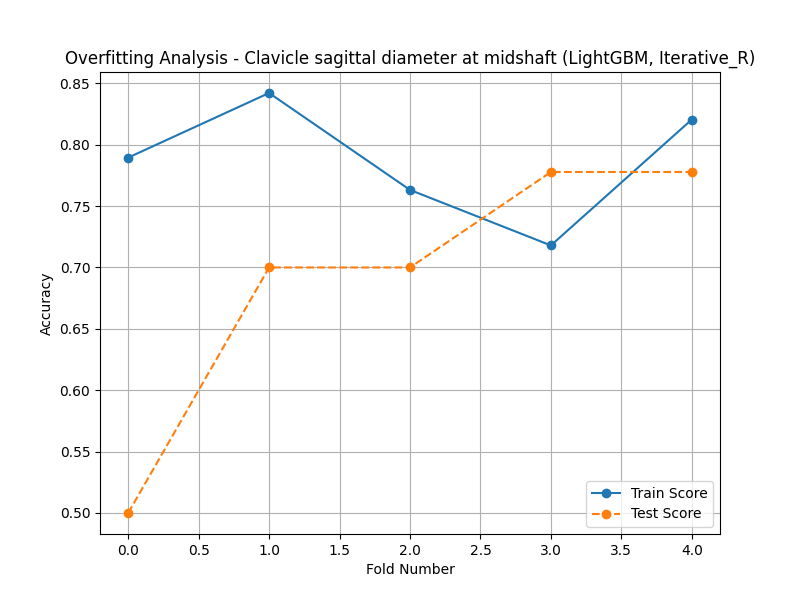 Overfitting Analysis - Clavicle sagittal diameter at midshaft (LightGBM, Iterative_R)
0.85
0.80
0.75
0.70
0.65
0.60
0.55
0.50
Accuracy
0.0 0.5 1.0 1.5 2.0 2.5 3.0 3.5 4.0
Fold Number
Train Score
Test Score